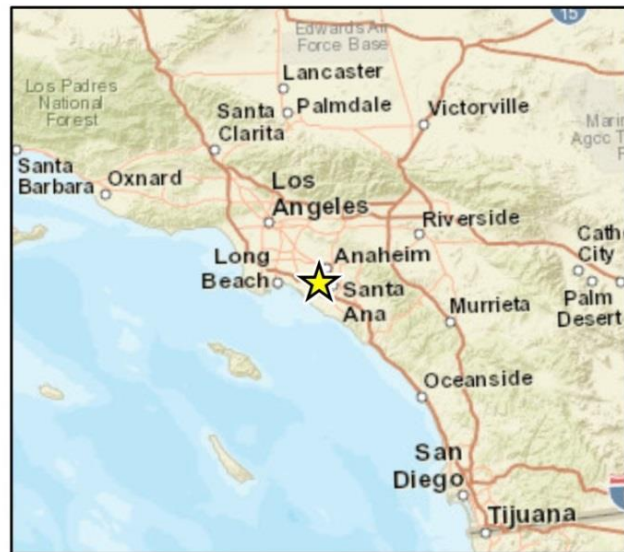 15
Edwards Air
Force Base
Lancaster
Los Padres
National
Forest
Santa
Clarita
Palmdale
Victorville
Santa
Barbara
Oxnard
Los
Angeles
Riverside
Long
Beach
Anaheim
Santa
Ana
City
Palm
Desert
Murrieta
Oceanside
San
Diego
Tijuana